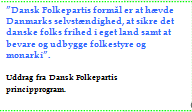 "Dansk Folkepartis formål er at hævde
Danmarks selvstændighed, at sikre det
danske folks frihed i eget land samt at
bevare og udbygge folkestyre og
monarki".
Uddrag fra Dansk Folkepartis
principprogram.